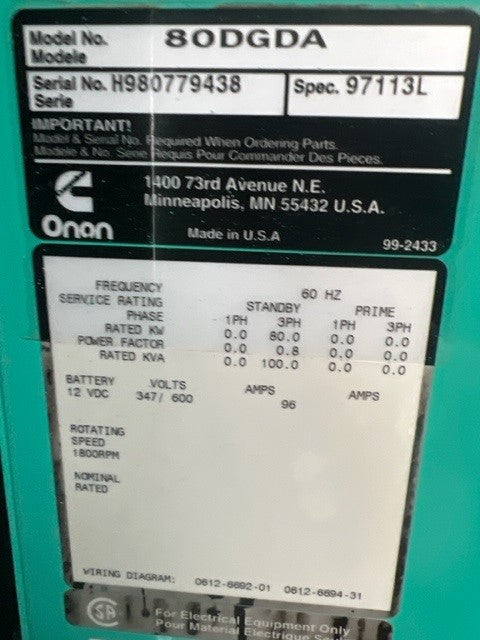 Model No. 80DGDA
Modele
Serial No. H980779438 Spec. 97113L
Serie
IMPORTANT!
Model & Serial No. Required When Ordering Parts.
Modele & No. Serie Requis Pour Commander Des Pieces.
1400 73rd Avenue N.E.
Minneapolis, MN 55432 U.S.A.
Onan
Made in U.S.A
99-2433
FREQUENCY 60 HZ
SERVICE RATING STANDBY PRIME
PHASE 1PH 3PH 1PH 3PH
RATED KW 0.0 80.0 0.0 0.0
POWER FACTOR 0.0 0.8 0.0 0.0
RATED KVA 0.0 100.0 0.0 0.0
BATTERY VOLTS AMPS AMPS
12 VDC 347/ 600 96
ROTATING
SPEED
1800RPM
NOMINAL
RATED
WIRING DIAGRAM: 0612-6692-01 0612-6694-31
SA
For Electrical Equipment Only
Pour Material Electrique